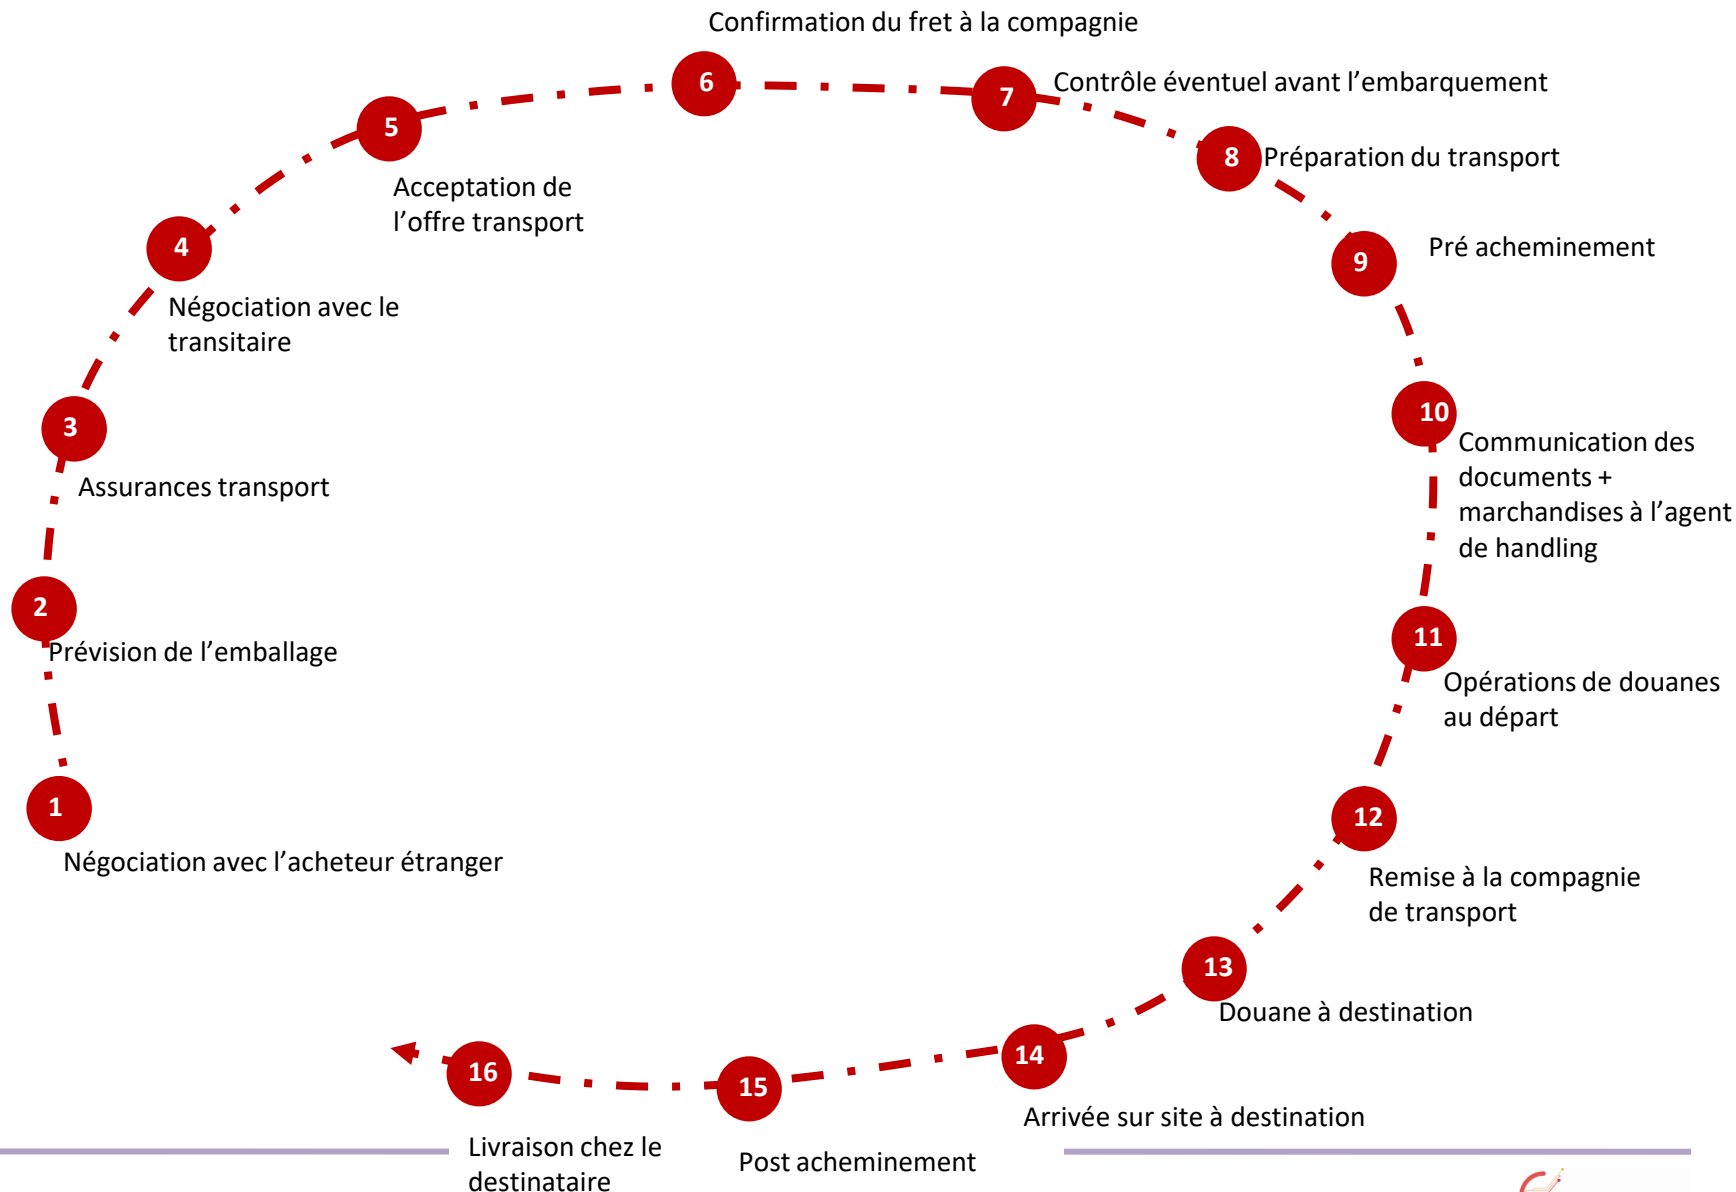 1
Négociation avec l’acheteur étranger
2
Prévision de l’emballage
3
Assurances transport
4
Négociation avec le
transitaire
5
Acceptation de
l’offre transport
6
Confirmation du fret à la compagnie
7
Contrôle éventuel avant l’embarquement
8
Préparation du transport
9
Pré acheminement
10
Communication des
documents +
marchandises à l’agent
de handling
11
Opérations de douanes
au départ
12
Remise à la compagnie
de transport
13
Douane à destination
14
Arrivée sur site à destination
15
Post acheminement
16
Livraison chez le
destinataire